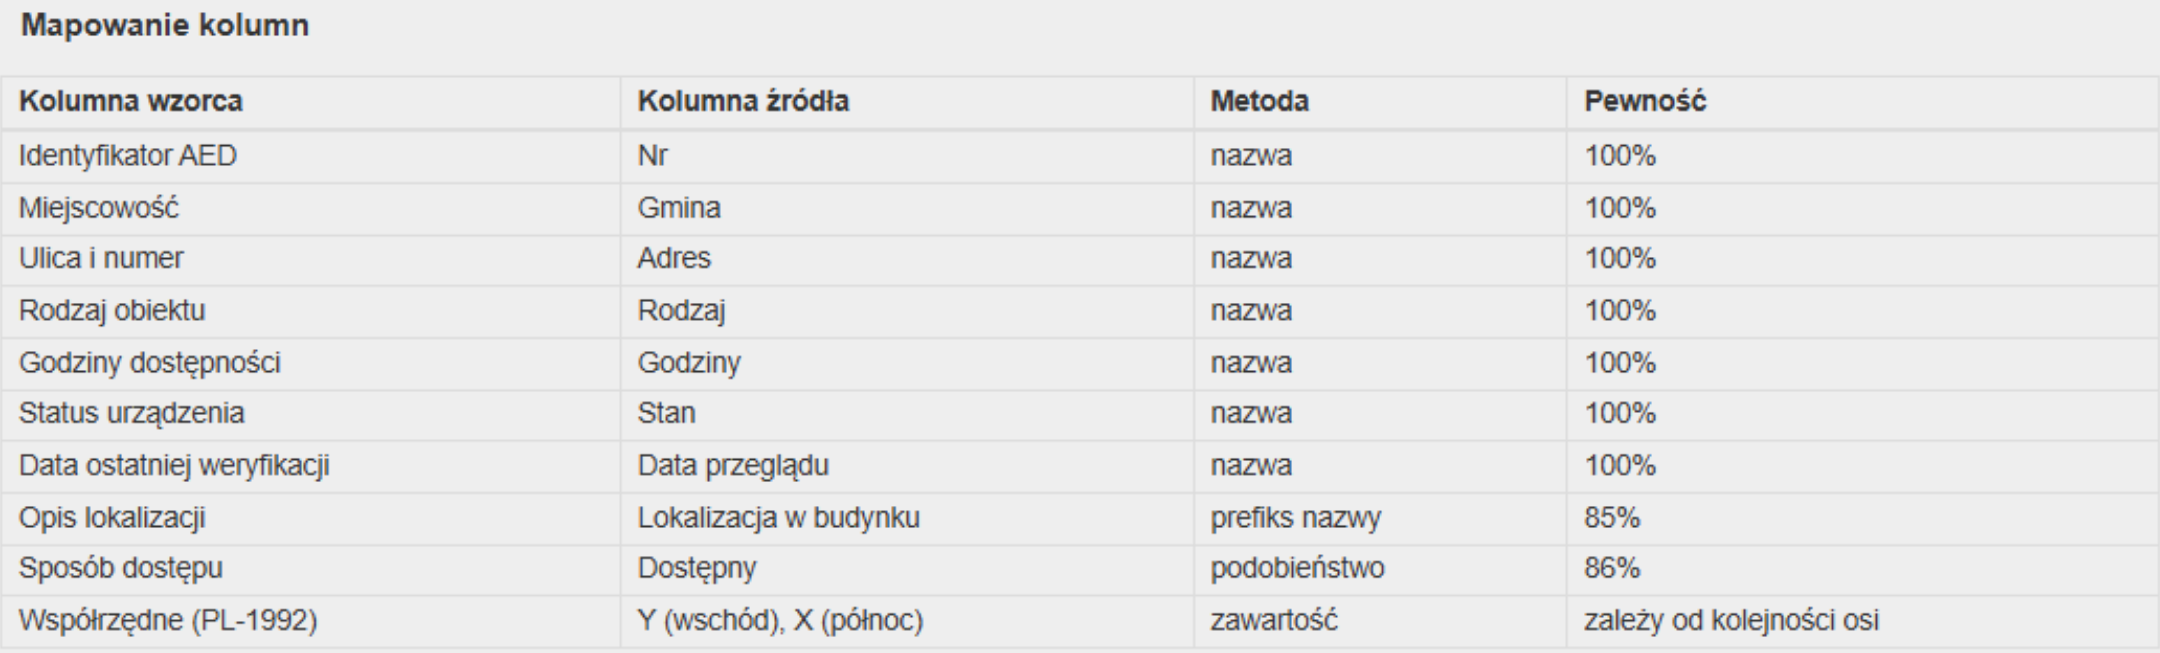 Mapowanie kolumn
Kolumna wzorca Kolumna źródła Metoda Pewność
Identyfikator AED Nr nazwa 100%
Miejscowość Gmina nazwa 100%
Ulica i numer Adres nazwa 100%
Rodzaj obiektu Rodzaj nazwa 100%
Godziny dostępności Godziny nazwa 100%
Status urządzenia Stan nazwa 100%
Data ostatniej weryfikacji Data przeglądu nazwa 100%
Opis lokalizacji Lokalizacja w budynku prefiks nazwy 85%
Sposób dostępu Dostępny podobieństwo 86%
Współrzędne (PL-1992) Y (wschód), X (północ) zawartość zależy od kolejności osi